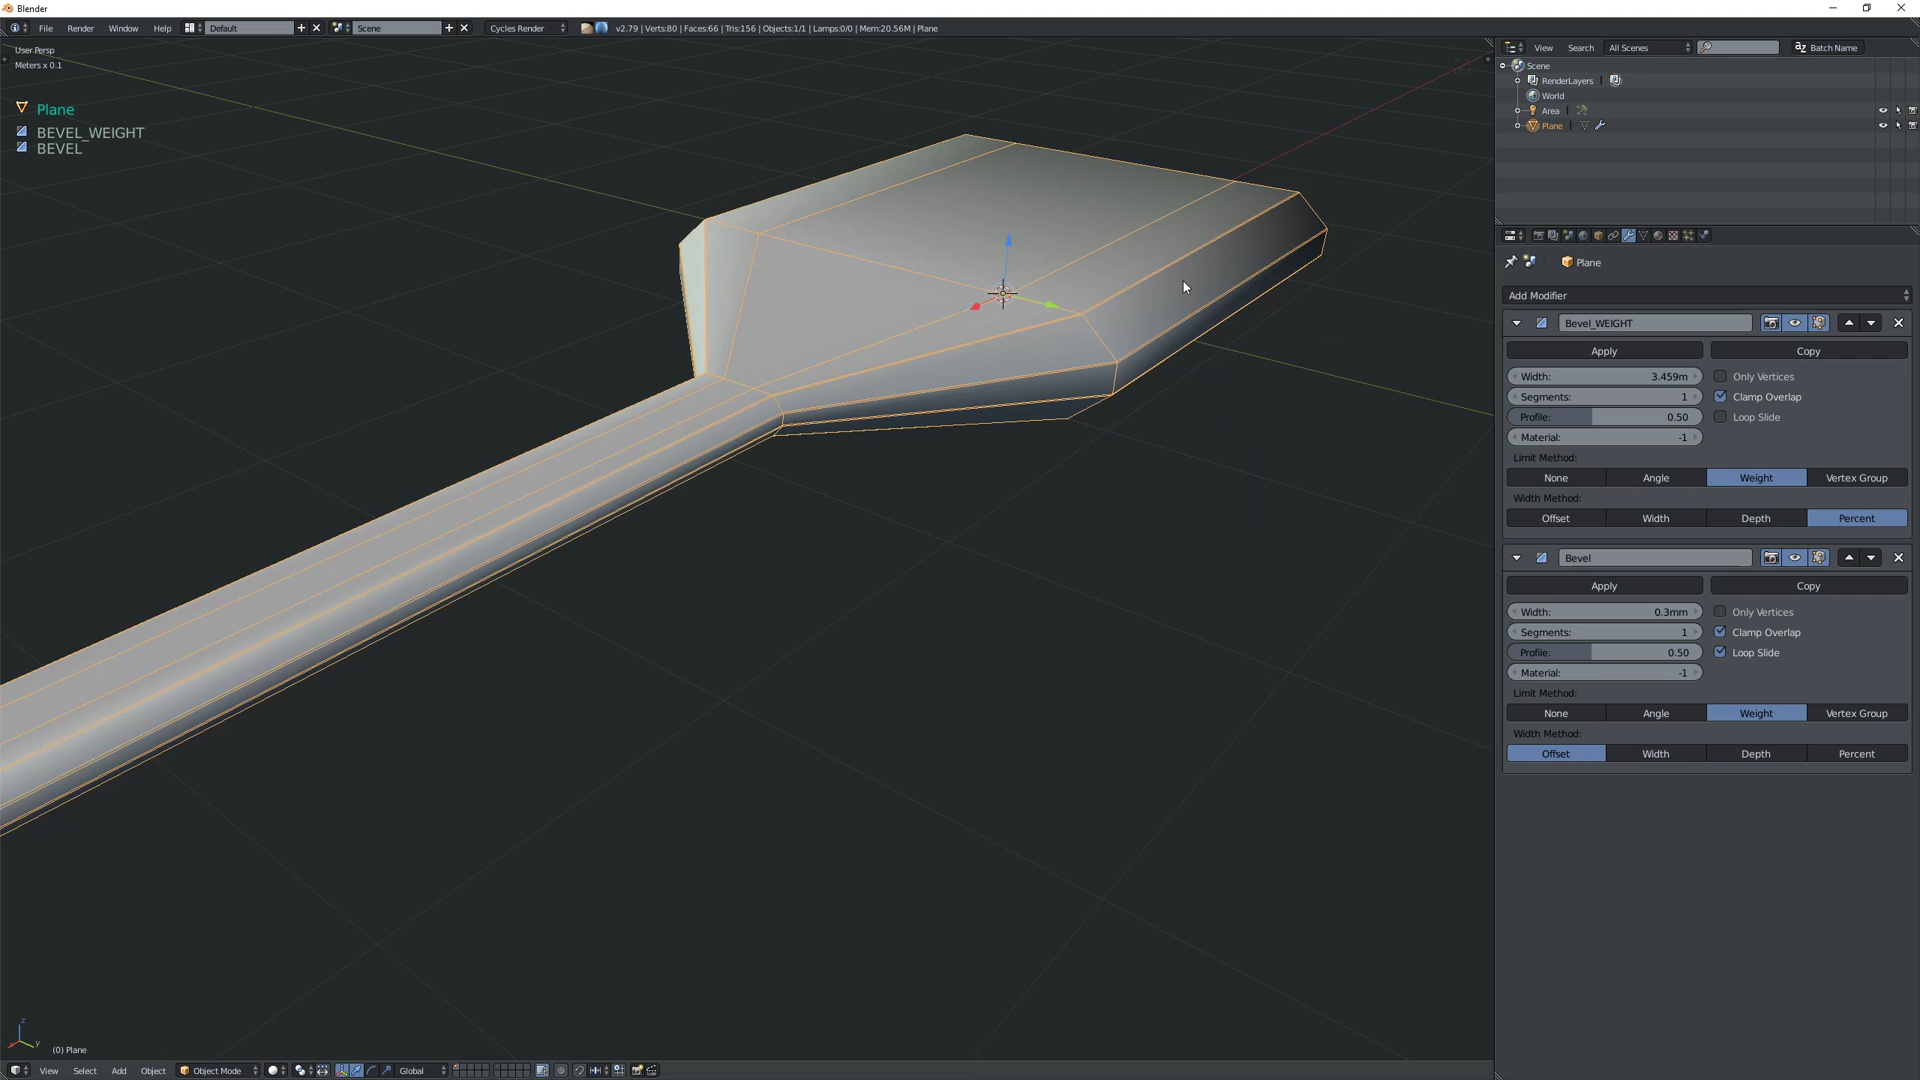 Blender
File Render Window Help Default Scene Cycles Render v2.79 | Verts:80 | Faces:66 | Tris:156 | Objects:1/1 | Lamps:0/0 | Mem:20.56M | Plane
User Persp
Meters x 0.1
Plane
BEVEL_WEIGHT
BEVEL
View Search All Scenes Batch Name
Scene
RenderLayers
World
Area
Plane
Plane
Add Modifier
Bevel_WEIGHT
Apply Copy
Width: 3.459m Only Vertices
Segments: 1 Clamp Overlap
Profile: 0.50 Loop Slide
Material: -1
Limit Method:
None Angle Weight Vertex Group
Width Method:
Offset Width Depth Percent
Bevel
Apply Copy
Width: 0.3mm Only Vertices
Segments: 1 Clamp Overlap
Profile: 0.50 Loop Slide
Material: -1
Limit Method:
None Angle Weight Vertex Group
Width Method:
Offset Width Depth Percent
z
x y
(0) Plane
View Select Add Object Object Mode Global